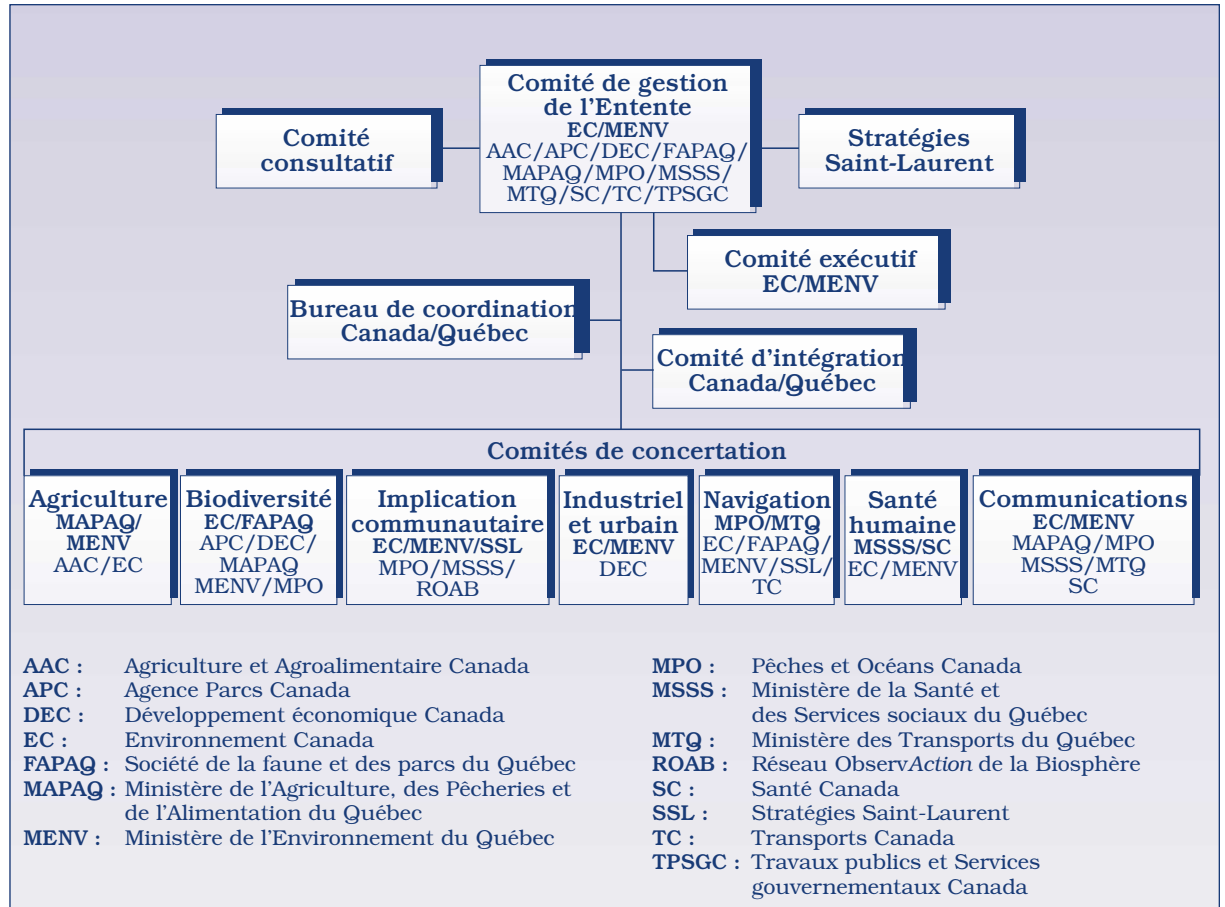 Comité de gestion
de l'Entente
EC/MENV
AAC/APC/DEC/FAPAQ/
MAPAQ/MPO/MSSS/
MTQ/SC/TC/TPSGC
Comité
consultatif
Stratégies
Saint-Laurent
Comité exécutif
EC/MENV
Bureau de coordination
Canada/Québec
Comité d'intégration
Canada/Québec
Comités de concertation
Agriculture
MAPAQ/
MENV
AAC/EC
Biodiversité
EC/FAPAQ
APC/DEC/
MAPAQ
MENV/MPO
Implication
communautaire
EC/MENV/SSL
MPO/MSSS/
ROAB
Industriel
et urbain
EC/MENV
DEC
Navigation
MPO/MTQ
EC/FAPAQ/
MENV/SSL/
TC
Santé
humaine
MSSS/SC
EC/MENV
Communications
EC/MENV
MAPAQ/MPO
MSSS/MTQ
SC
AAC : Agriculture et Agroalimentaire Canada
APC : Agence Parcs Canada
DEC : Développement économique Canada
EC : Environnement Canada
FAPAQ : Société de la faune et des parcs du Québec
MAPAQ : Ministère de l'Agriculture, des Pêcheries et
de l'Alimentation du Québec
MENV : Ministère de l'Environnement du Québec
MPO : Pêches et Océans Canada
MSSS : Ministère de la Santé et
des Services sociaux du Québec
MTQ : Ministère des Transports du Québec
ROAB : Réseau ObservAction de la Biosphère
SC : Santé Canada
SSL : Stratégies Saint-Laurent
TC : Transports Canada
TPSGC : Travaux publics et Services
gouvernementaux Canada